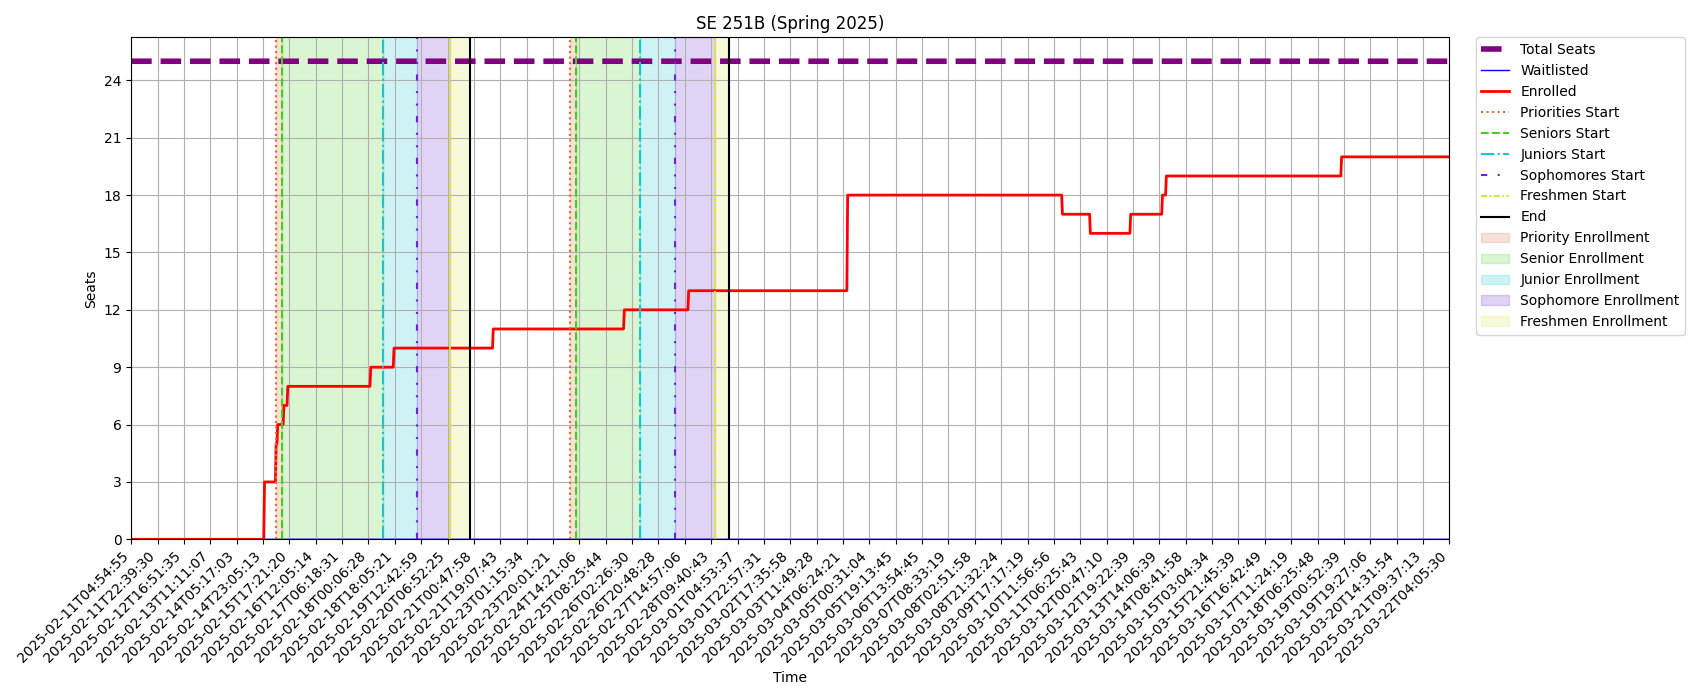 SE 251B (Spring 2025)
Seats
24
21
18
15
12
9
6
3
0
2025-02-11T04:54:55
2025-02-11T22:39:30
2025-02-12T16:51:35
2025-02-13T11:11:07
2025-02-14T05:17:03
2025-02-14T23:05:13
2025-02-15T17:21:20
2025-02-16T12:05:14
2025-02-17T06:18:31
2025-02-18T00:06:28
2025-02-18T18:05:21
2025-02-19T12:42:59
2025-02-20T06:52:25
2025-02-21T00:47:58
2025-02-21T19:07:43
2025-02-23T01:15:34
2025-02-23T20:01:21
2025-02-24T14:21:06
2025-02-25T08:25:44
2025-02-26T02:26:30
2025-02-26T20:48:28
2025-02-27T14:57:06
2025-02-28T09:40:43
2025-03-01T04:53:37
2025-03-01T22:57:31
2025-03-02T17:35:58
2025-03-03T11:49:28
2025-03-04T06:24:21
2025-03-05T00:31:04
2025-03-05T19:13:45
2025-03-06T13:54:45
2025-03-07T08:33:19
2025-03-08T02:51:58
2025-03-08T21:32:24
2025-03-09T17:17:19
2025-03-10T11:56:56
2025-03-11T06:25:43
2025-03-12T00:47:10
2025-03-12T19:22:39
2025-03-13T14:06:39
2025-03-14T08:41:58
2025-03-15T03:04:34
2025-03-15T21:45:39
2025-03-16T16:42:49
2025-03-17T11:24:19
2025-03-18T06:25:48
2025-03-19T00:52:39
2025-03-19T19:27:06
2025-03-20T14:31:54
2025-03-21T09:37:13
2025-03-22T04:05:30
Time
Total Seats
Waitlisted
Enrolled
Priorities Start
Seniors Start
Juniors Start
Sophomores Start
Freshmen Start
End
Priority Enrollment
Senior Enrollment
Junior Enrollment
Sophomore Enrollment
Freshmen Enrollment